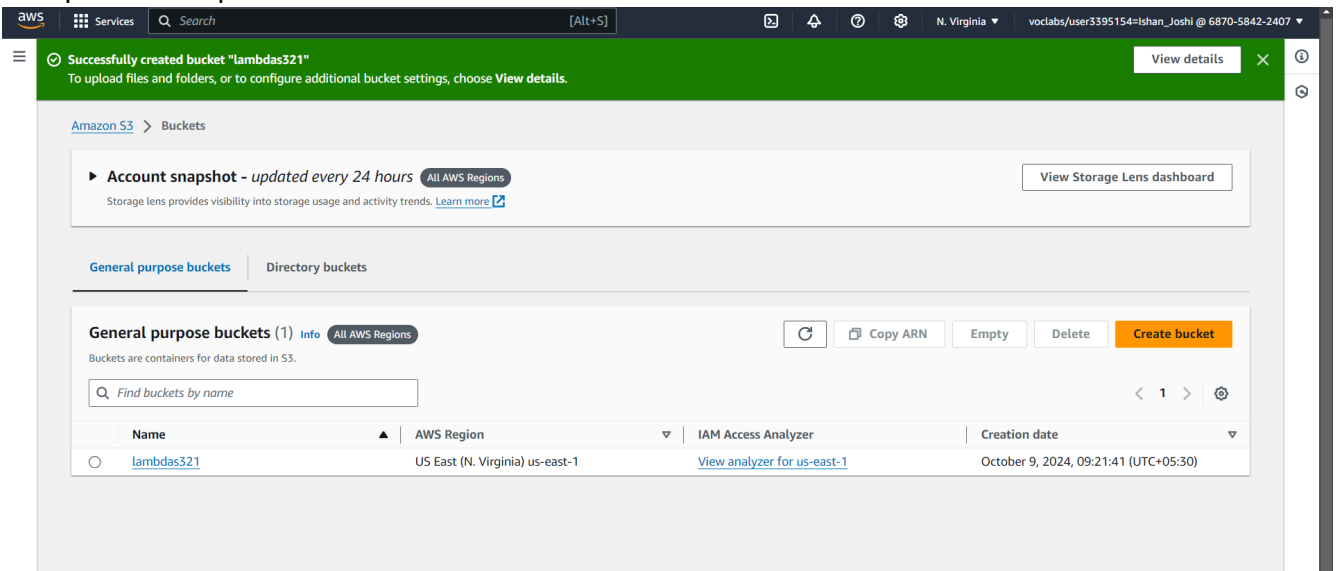 aws Services Search [Alt+S] N. Virginia voclabs/user3395154=Ishan_Joshi @ 6870-5842-2407
Successfully created bucket "lambdas321"
To upload files and folders, or to configure additional bucket settings, choose View details.
View details
Amazon S3 > Buckets
Account snapshot - updated every 24 hours All AWS Regions
Storage lens provides visibility into storage usage and activity trends. Learn more
View Storage Lens dashboard
General purpose buckets Directory buckets
General purpose buckets (1) Info All AWS Regions
Copy ARN Empty Delete Create bucket
Buckets are containers for data stored in S3.
Find buckets by name
< 1 >
Name AWS Region IAM Access Analyzer Creation date
lambdas321 US East (N. Virginia) us-east-1 View analyzer for us-east-1 October 9, 2024, 09:21:41 (UTC+05:30)